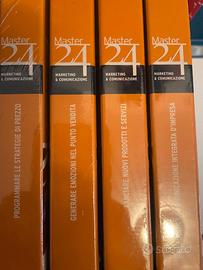 Master
24
MARKETING
& COMUNICAZIONE
PROGRAMMARE LE STRATEGIE DI PREZZO
Master
24
MARKETING
& COMUNICAZIONE
GENERARE EMOZIONI NEL PUNTO VENDITA
Master
24
MARKETING
& COMUNICAZIONE
NUOVI PRODOTTI E SERVIZI
Master
24
MARKETING
& COMUNICAZIONE
INTEGRATA D'IMPRESA
subito